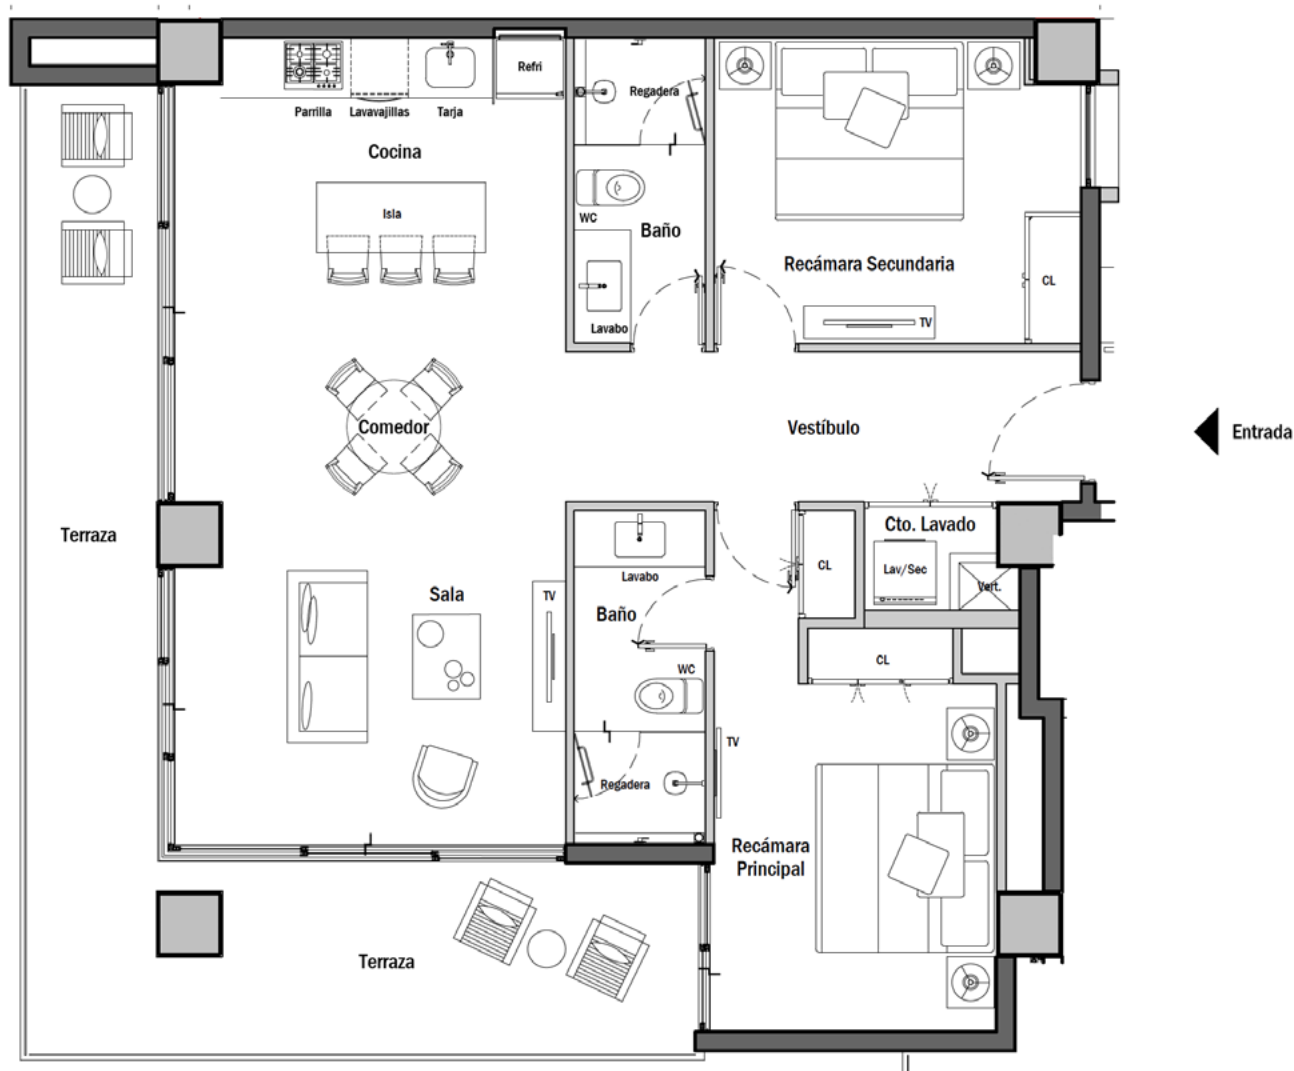 Refri
Parrilla
Lavavajillas
Tarja
Cocina
Isla
Regadera
WC
Baño
Lavabo
Recámara Secundaria
CL
TV
Comedor
Vestíbulo
Entrada
Terraza
Sala
TV
Lavabo
Baño
WC
Regadera
CL
Cto. Lavado
Lav/Sec
Vert.
CL
TV
Recámara
Principal
Terraza